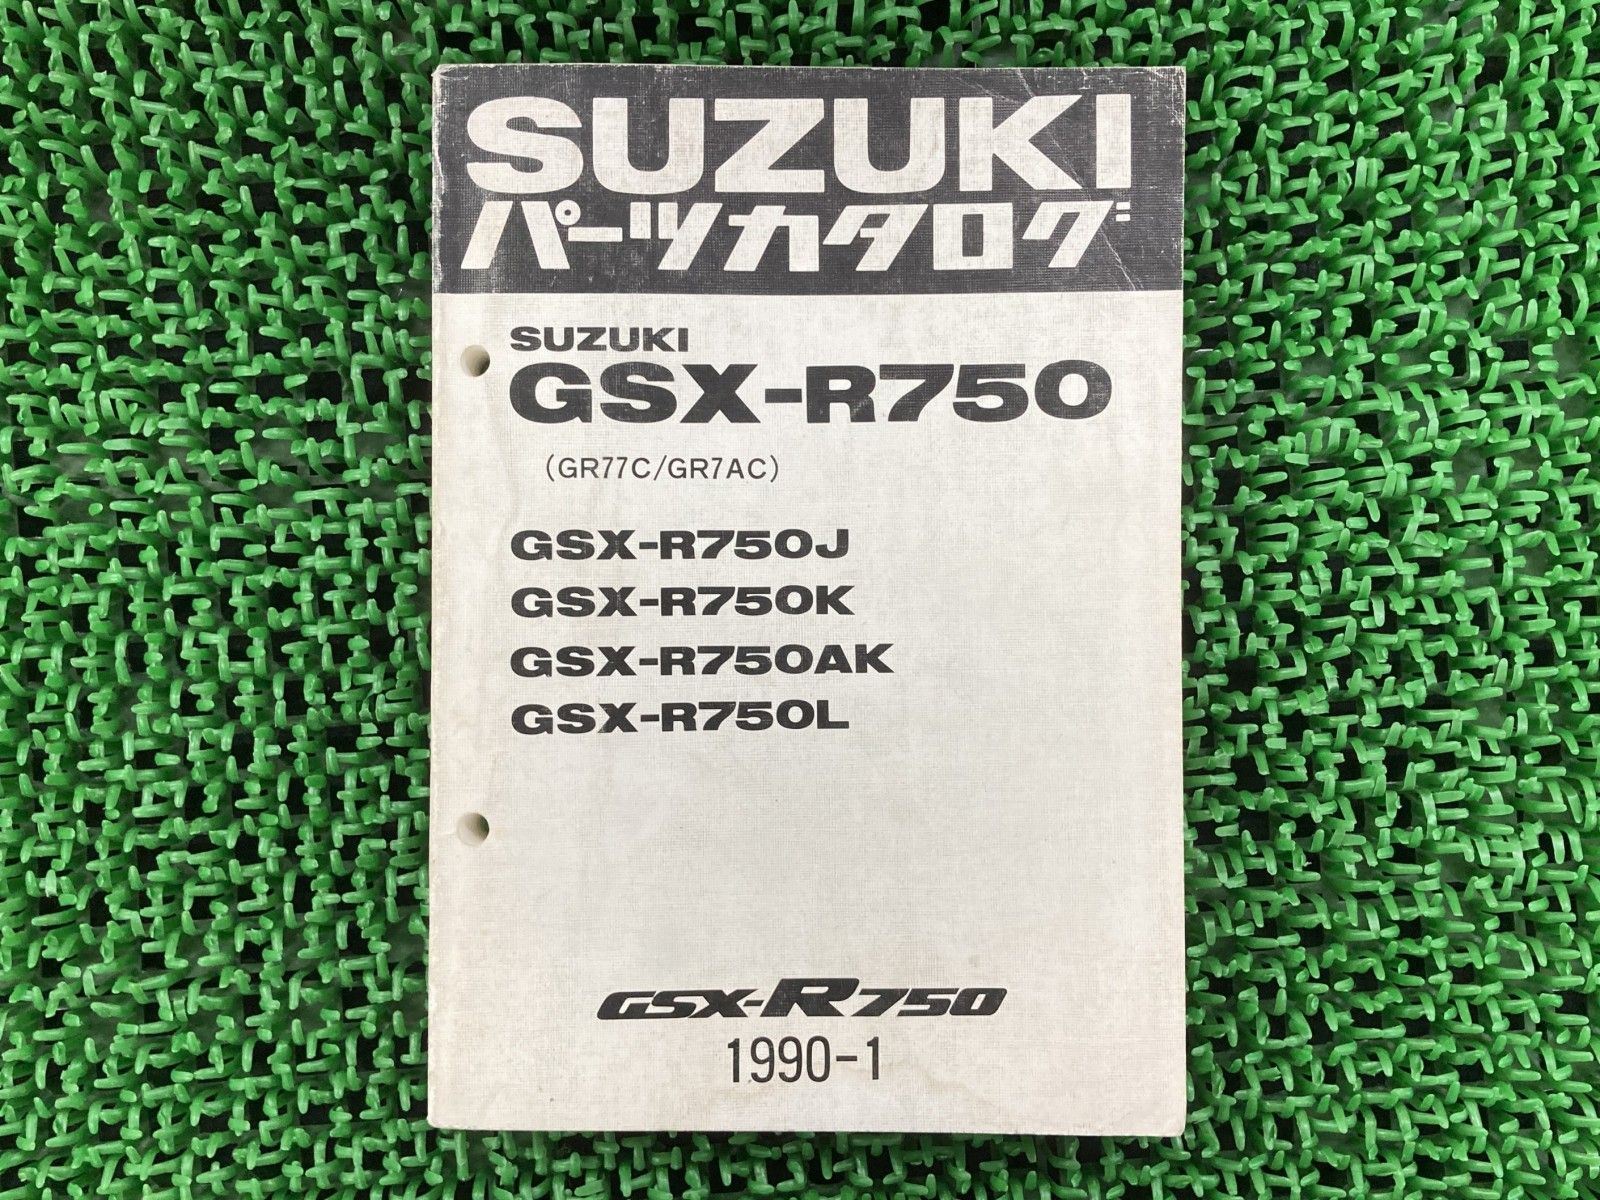 SUZUKI
パーツカタログ
SUZUKI
GSX-R750
(GR77C/GR7AC)
GSX-R750J
GSX-R750K
GSX-R750AK
GSX-R750L
GSX-R750
1990-1